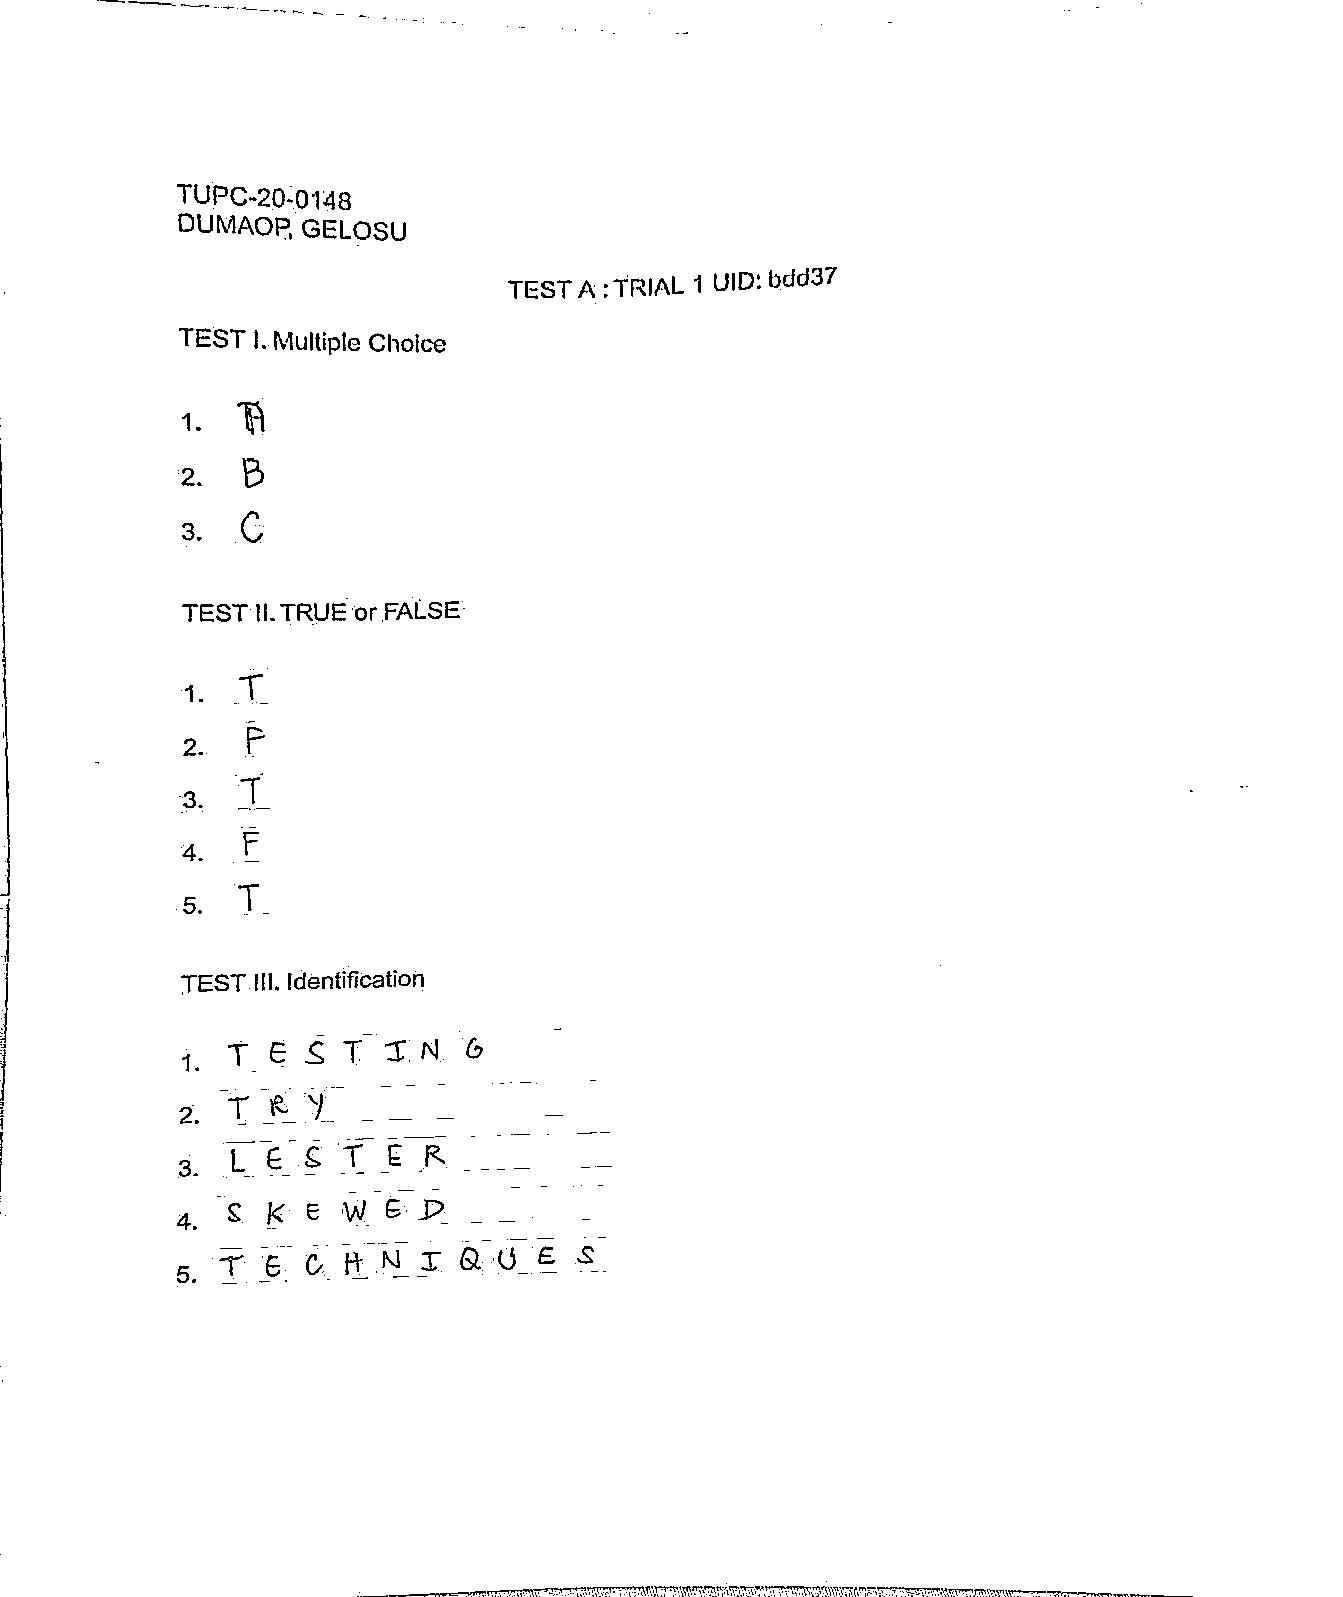 TUPC-20-0148
DUMAOP, GELOSU
TEST A : TRIAL 1 UID: bdd37
TEST I. Multiple Choice
1.
2. B
3. C
TEST II. TRUE or FALSE
1. T
2. F
3. T
4. F
5. T
TEST III. Identification
1. T E S T I N G
2. T R Y
3. L E S T E R
4. S K E W E D
5. T E C H N I Q U E S